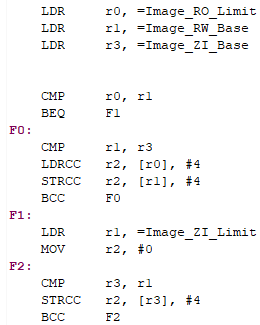 LDR r0, =Image_RO_Limit
LDR r1, =Image_RW_Base
LDR r3, =Image_ZI_Base
CMP r0, r1
BEQ F1
F0:
CMP r1, r3
LDRCC r2, [r0], #4
STRCC r2, [r1], #4
BCC F0
F1:
LDR r1, =Image_ZI_Limit
MOV r2, #0
F2:
CMP r3, r1
STRCC r2, [r3], #4
BCC F2